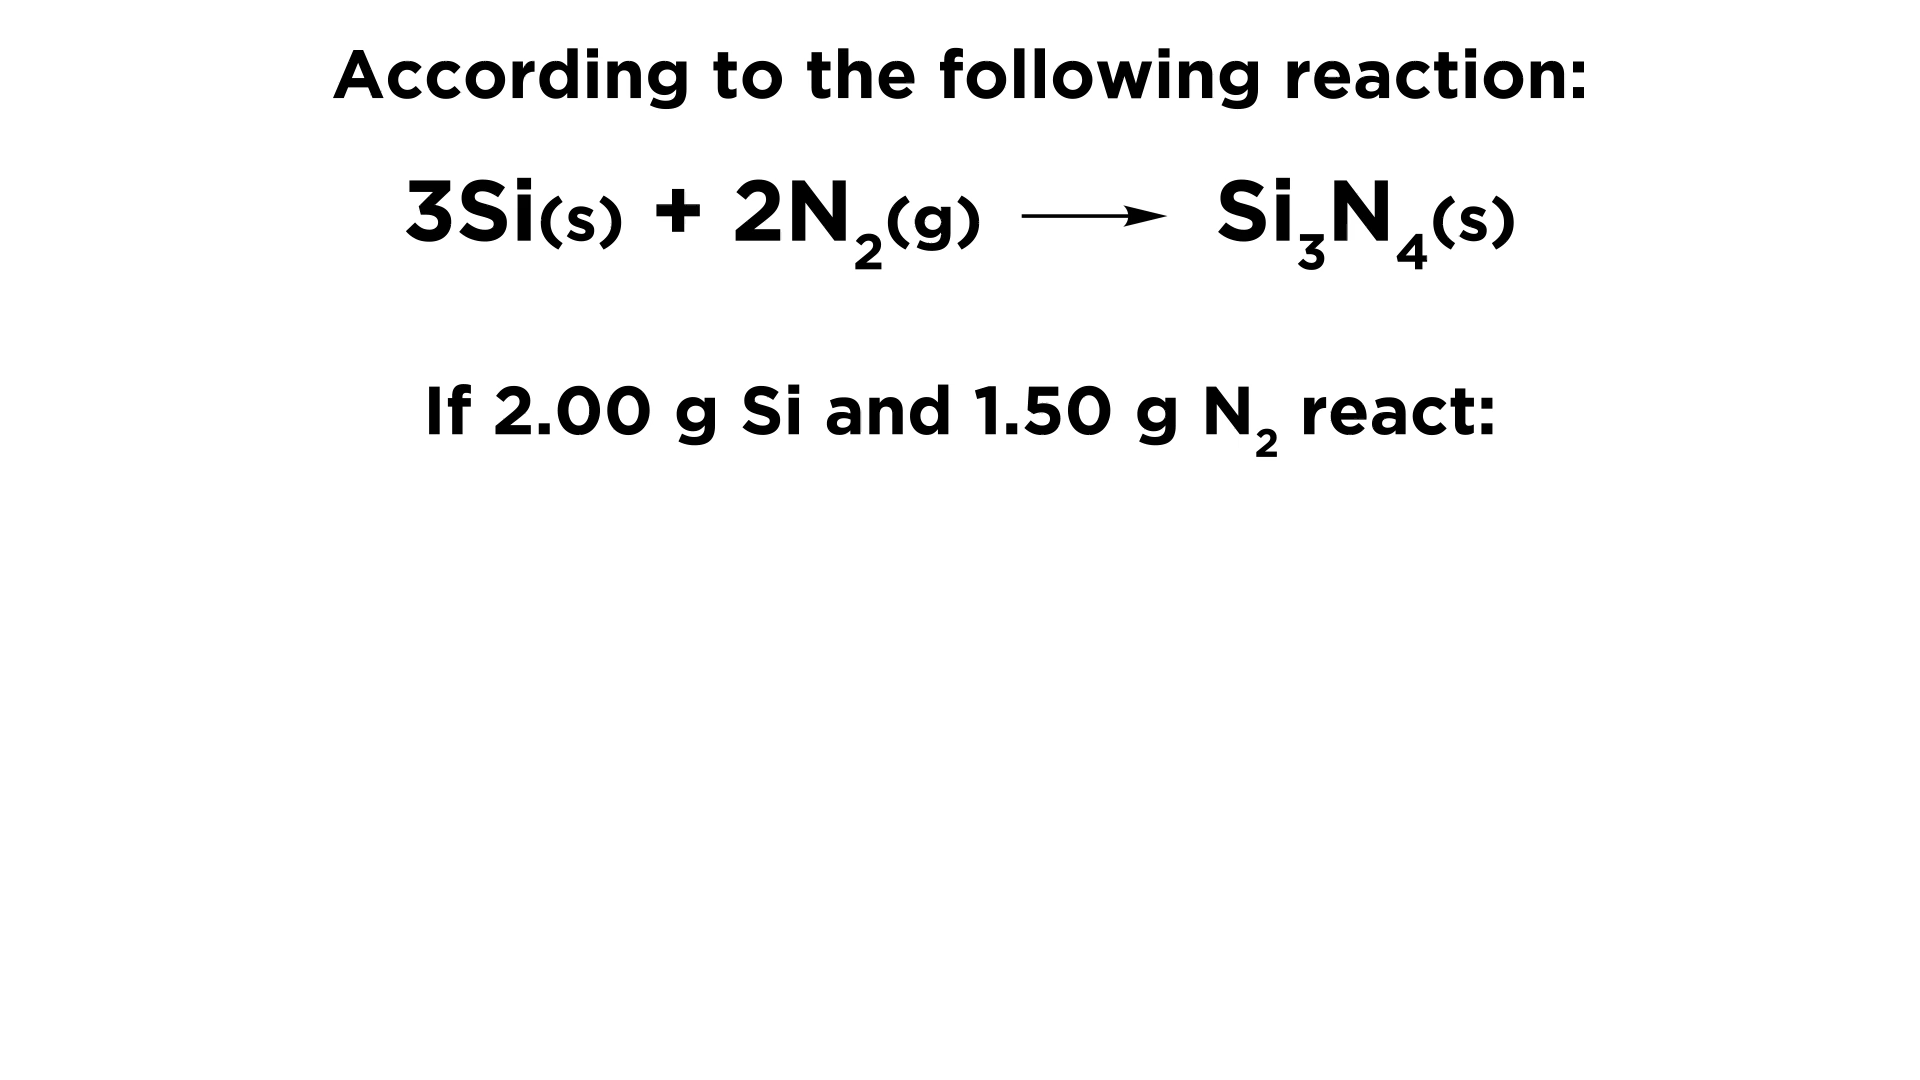 According to the following reaction:
3Si(s) + 2N₂(g) ⟶ Si₃N₄(s)
If 2.00 g Si and 1.50 g N₂ react: